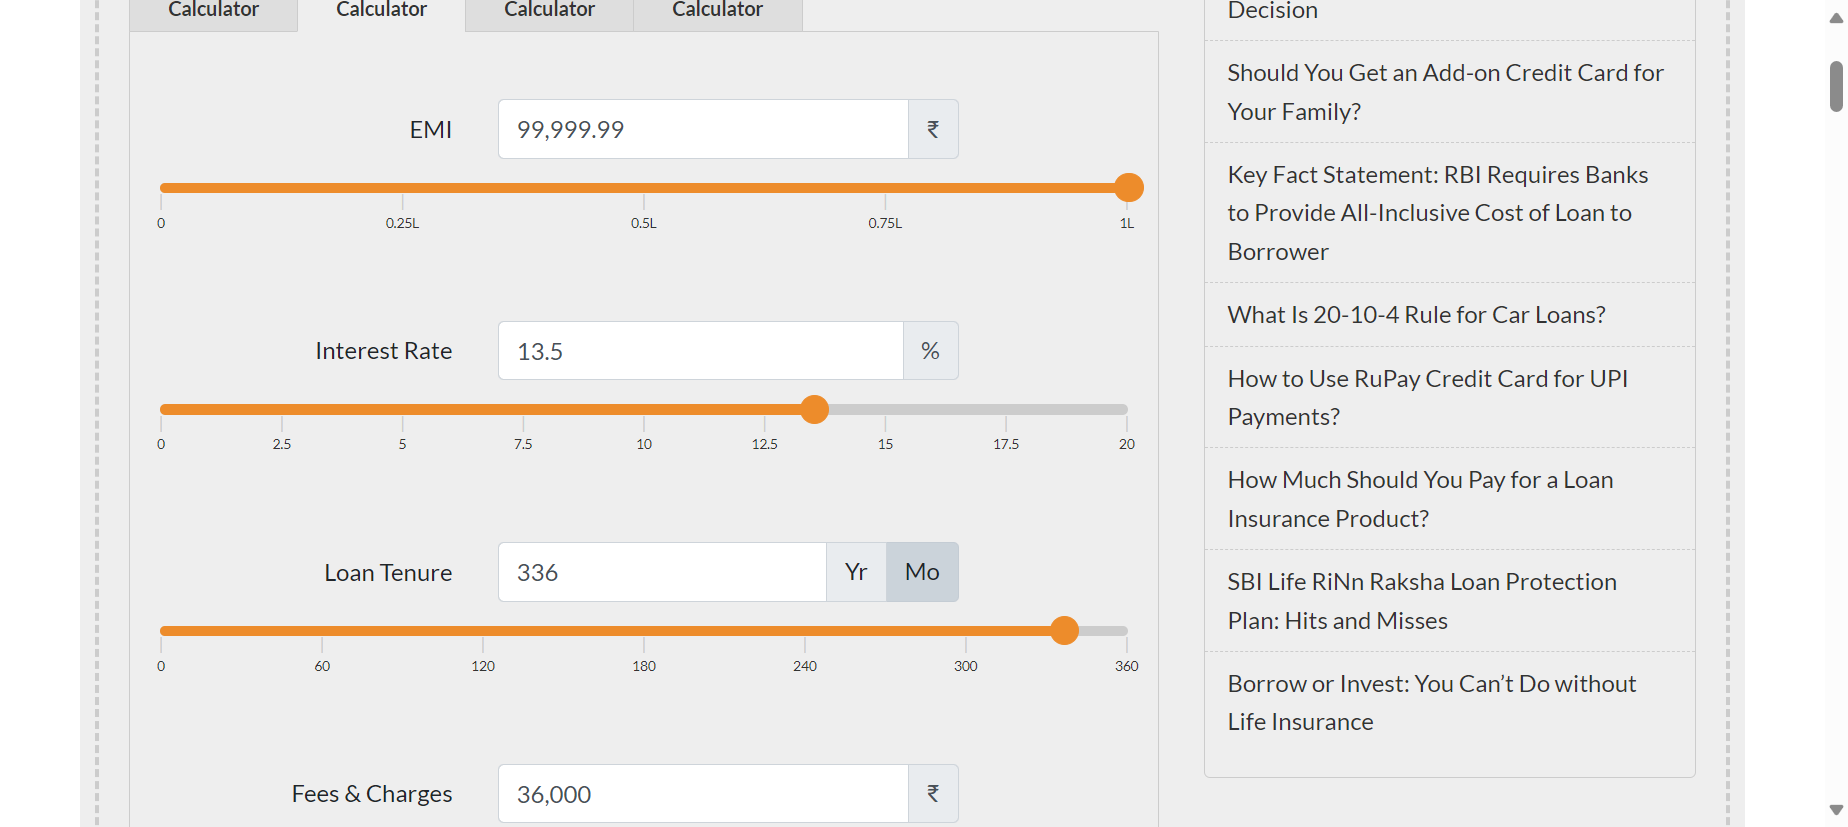 Calculator Calculator Calculator Calculator
EMI 99,999.99 ₹
0 0.25L 0.5L 0.75L 1L
Interest Rate 13.5 %
0 2.5 5 7.5 10 12.5 15 17.5 20
Loan Tenure 336 Yr Mo
0 60 120 180 240 300 360
Fees & Charges 36,000 ₹
Decision
Should You Get an Add-on Credit Card for
Your Family?
Key Fact Statement: RBI Requires Banks
to Provide All-Inclusive Cost of Loan to
Borrower
What Is 20-10-4 Rule for Car Loans?
How to Use RuPay Credit Card for UPI
Payments?
How Much Should You Pay for a Loan
Insurance Product?
SBI Life RiNn Raksha Loan Protection
Plan: Hits and Misses
Borrow or Invest: You Can’t Do without
Life Insurance